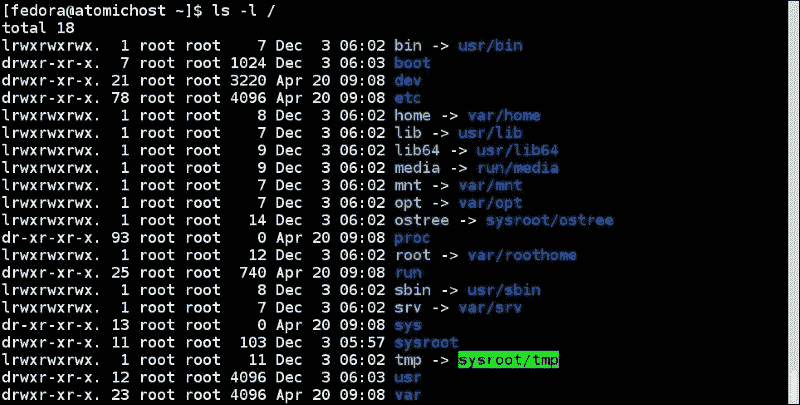 [fedora@atomichost ~]$ ls -l /
total 18
lrwxrwxrwx.  1 root root    7 Dec  3 06:02 bin -> usr/bin
drwxr-xr-x.  7 root root 1024 Dec  3 06:03 boot
drwxr-xr-x. 21 root root 3220 Apr 20 09:08 dev
drwxr-xr-x. 78 root root 4096 Apr 20 09:08 etc
lrwxrwxrwx.  1 root root    8 Dec  3 06:02 home -> var/home
lrwxrwxrwx.  1 root root    7 Dec  3 06:02 lib -> usr/lib
lrwxrwxrwx.  1 root root    9 Dec  3 06:02 lib64 -> usr/lib64
lrwxrwxrwx.  1 root root    9 Dec  3 06:02 media -> run/media
lrwxrwxrwx.  1 root root    7 Dec  3 06:02 mnt -> var/mnt
lrwxrwxrwx.  1 root root    7 Dec  3 06:02 opt -> var/opt
lrwxrwxrwx.  1 root root   14 Dec  3 06:02 ostree -> sysroot/ostree
dr-xr-xr-x. 93 root root    0 Apr 20 09:08 proc
lrwxrwxrwx.  1 root root   12 Dec  3 06:02 root -> var/roothome
drwxr-xr-x. 25 root root  740 Apr 20 09:08 run
lrwxrwxrwx.  1 root root    8 Dec  3 06:02 sbin -> usr/sbin
lrwxrwxrwx.  1 root root    7 Dec  3 06:02 srv -> var/srv
dr-xr-xr-x. 13 root root    0 Apr 20 09:08 sys
drwxr-xr-x. 11 root root  103 Dec  3 05:57 sysroot
lrwxrwxrwx.  1 root root   11 Dec  3 06:02 tmp -> sysroot/tmp
drwxr-xr-x. 12 root root 4096 Dec  3 06:03 usr
drwxr-xr-x. 23 root root 4096 Apr 20 09:08 var